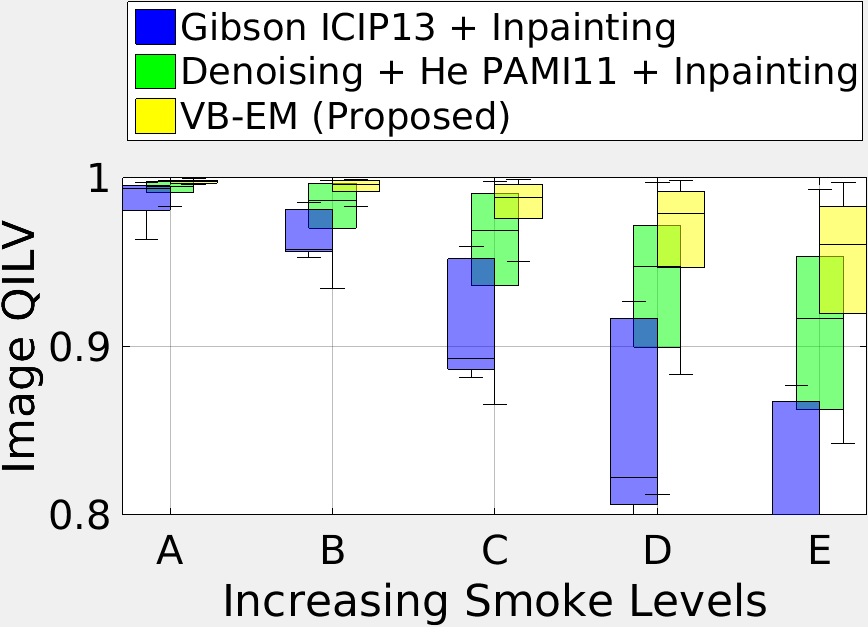 Gibson ICIP13 + Inpainting
Denoising + He PAMI11 + Inpainting
VB-EM (Proposed)
1
0.9
0.8
Image QILV
A B C D E
Increasing Smoke Levels